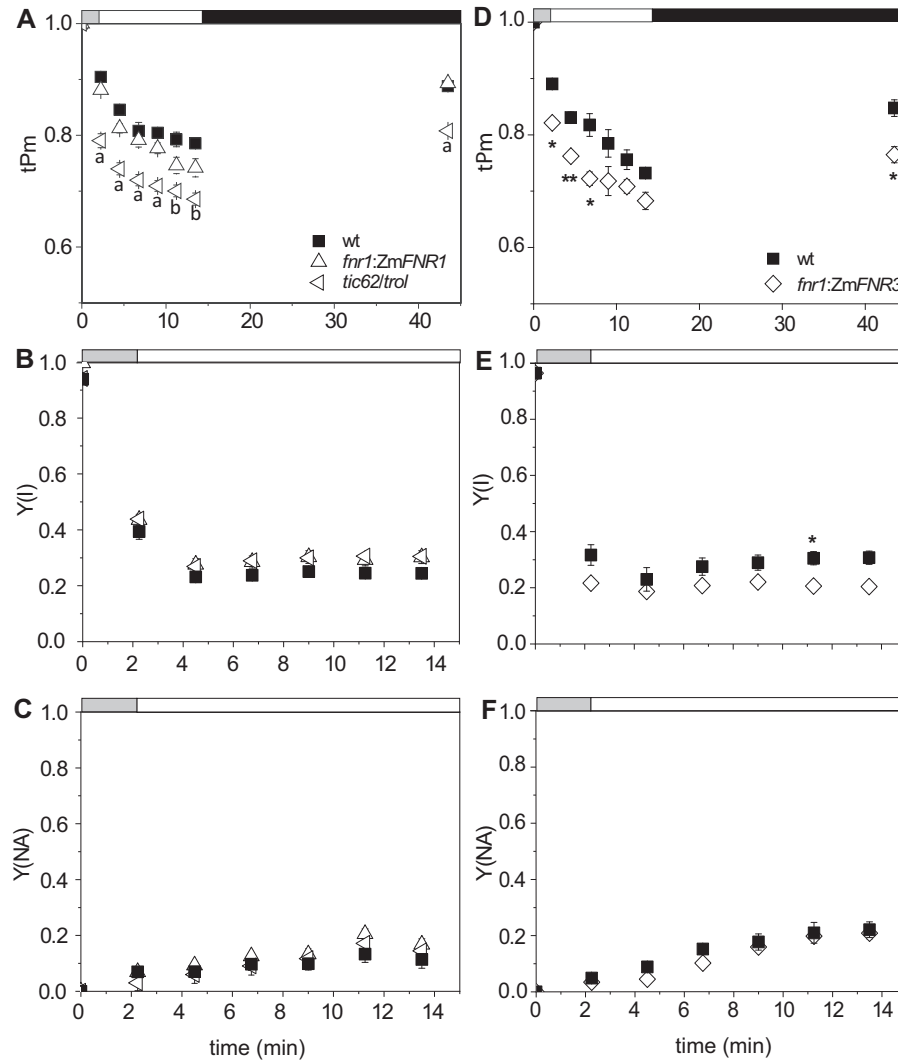 A
1.0
0.8
0.6
tPm
a
a
a
a
b
b
a
wt
fnr1:ZmFNR1
tic62/trol
0
10
20
30
40
D
1.0
0.8
0.6
tPm
*
**
*
*
wt
fnr1:ZmFNR3
0
10
20
30
40
B
1.0
0.8
0.6
0.4
0.2
0.0
Y(I)
0
2
4
6
8
10
12
14
E
1.0
0.8
0.6
0.4
0.2
0.0
Y(I)
*
C
1.0
0.8
0.6
0.4
0.2
0.0
Y(NA)
0
2
4
6
8
10
12
14
time (min)
F
1.0
0.8
0.6
0.4
0.2
0.0
Y(NA)
0
2
4
6
8
10
12
14
time (min)